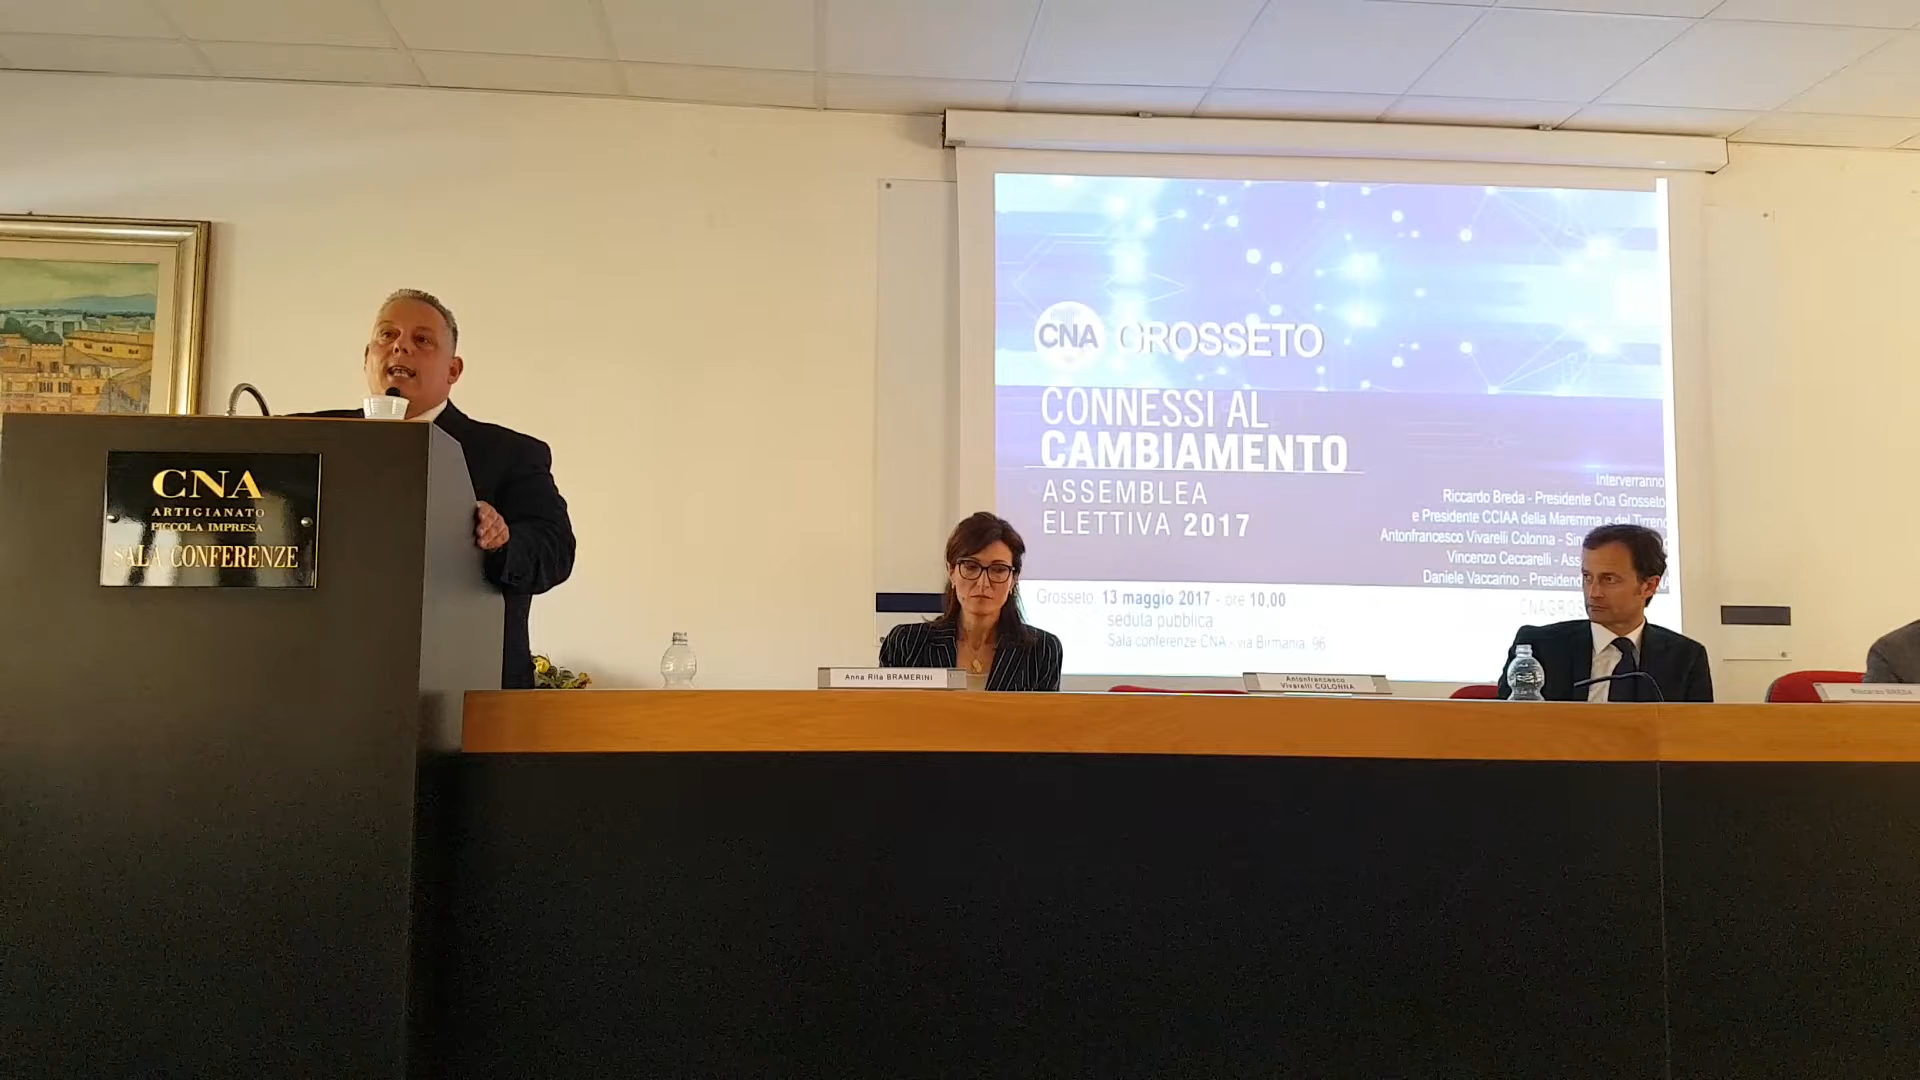 CNA
ARTIGIANATO
PICCOLA IMPRESA
SALA CONFERENZE
CNA GROSSETO
CONNESSI AL
CAMBIAMENTO
ASSEMBLEA
ELETTIVA 2017
Interverranno
Riccardo Breda - Presidente Cna Grosseto
e Presidente CCIAA della Maremma e del Tirreno
Antonfrancesco Vivarelli Colonna -
Vincenzo Ceccarelli -
Daniele Vaccarino -
Grosseto, 13 maggio 2017 - ore 10,00
seduta pubblica
Sala conferenze CNA - via Birmania, 96
Anna Rita BRAMERINI
Antonfrancesco
Vivarelli COLONNA
Riccardo BREDA